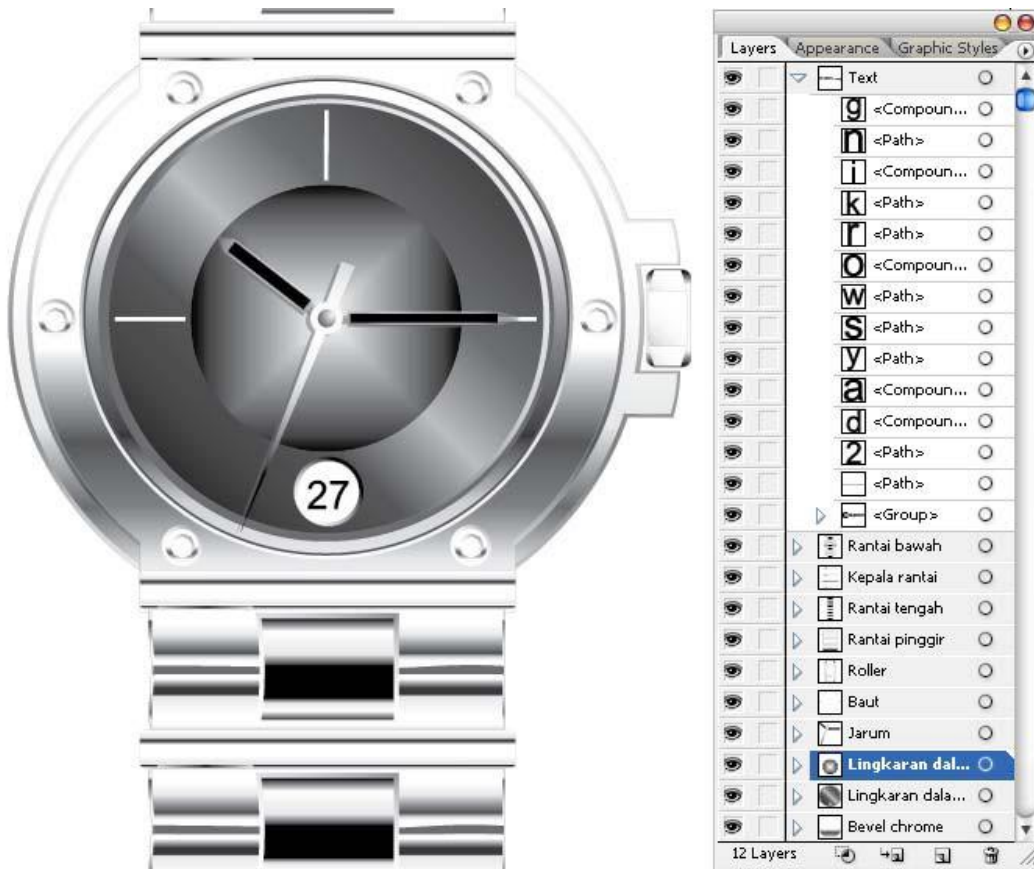 27
Layers Appearance Graphic Styles
Text
g <Compoun...
n <Path>
i <Compoun...
k <Path>
r <Path>
o <Compoun...
w <Path>
s <Path>
y <Path>
a <Compoun...
d <Compoun...
2 <Path>
<Path>
<Group>
Rantai bawah
Kepala rantai
Rantai tengah
Rantai pinggir
Roller
Baut
Jarum
Lingkaran dal...
Lingkaran dala...
Bevel chrome
12 Layers